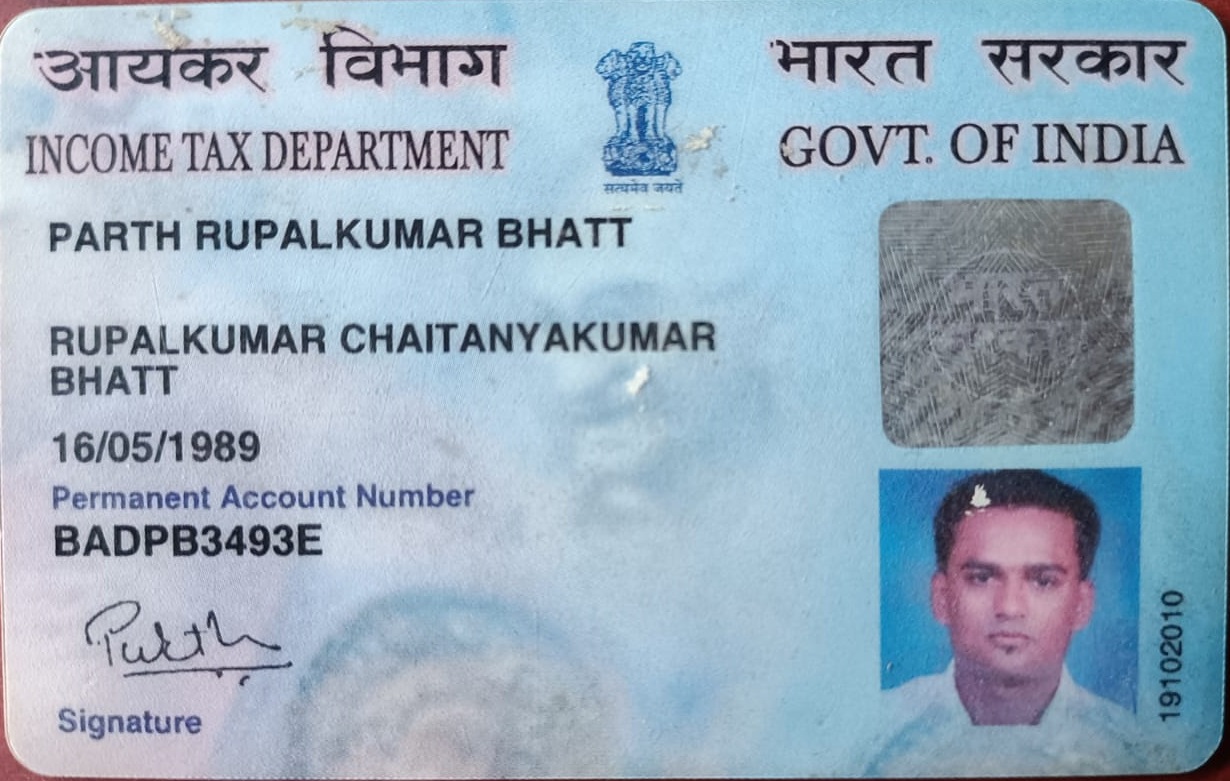 आयकर विभाग
भारत सरकार
INCOME TAX DEPARTMENT
GOVT. OF INDIA
सत्यमेव जयते
PARTH RUPALKUMAR BHATT
RUPALKUMAR CHAITANYAKUMAR
BHATT
16/05/1989
Permanent Account Number
BADPB3493E
Signature
19102010
भारत